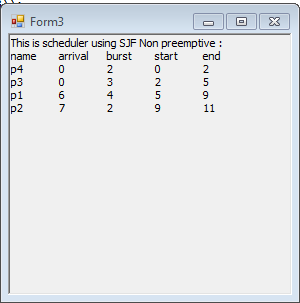 Form3
This is scheduler using SJF Non preemptive :
name arrival burst start end
p4 0 2 0 2
p3 0 3 2 5
p1 6 4 5 9
p2 7 2 9 11